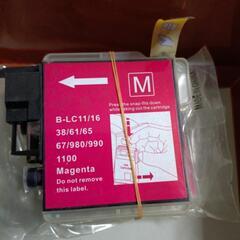 M
Press the snap-fits down
while taking out the cartridge
B-LC11/16
38/61/65
67/980/990
1100
Magenta
Do not remove
this label.